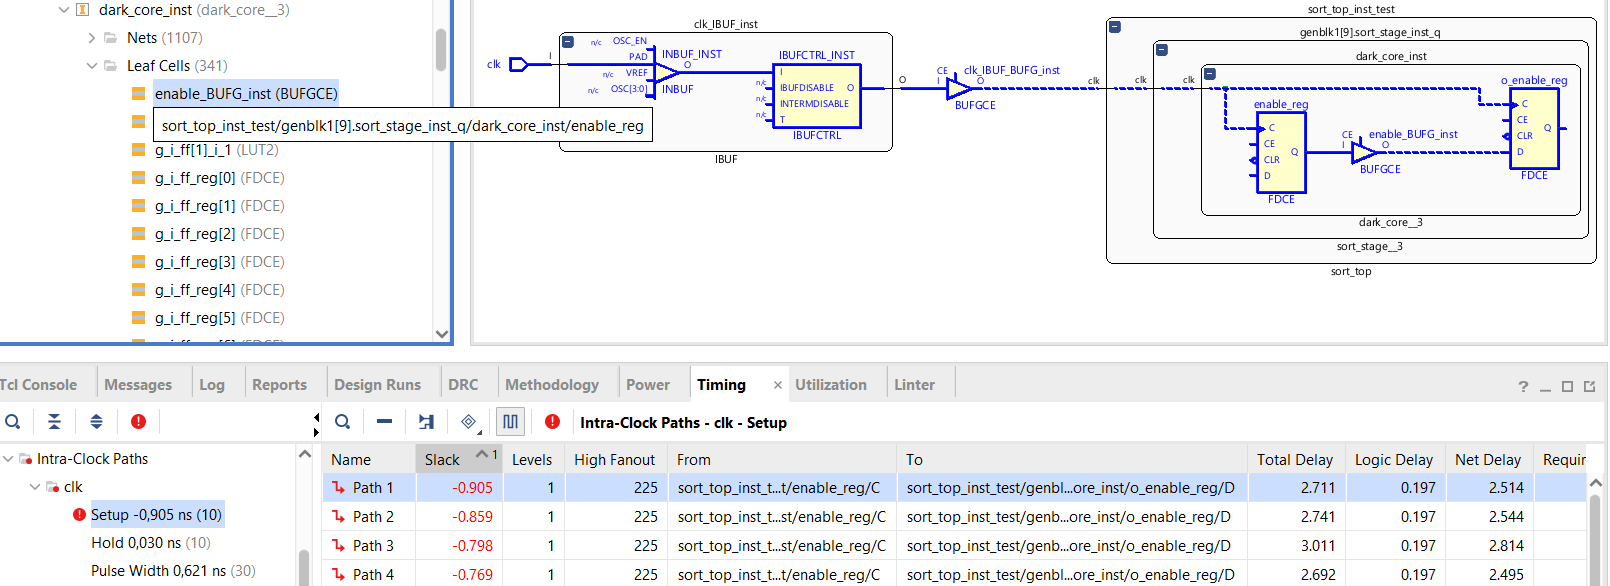 dark_core_inst (dark_core__3)
Nets (1107)
Leaf Cells (341)
enable_BUFG_inst (BUFGCE)
sort_top_inst_test/genblk1[9].sort_stage_inst_q/dark_core_inst/enable_reg
g_i_ff[1]_i_1 (LUT2)
g_i_ff_reg[0] (FDCE)
g_i_ff_reg[1] (FDCE)
g_i_ff_reg[2] (FDCE)
g_i_ff_reg[3] (FDCE)
g_i_ff_reg[4] (FDCE)
g_i_ff_reg[5] (FDCE)
clk_IBUF_inst
clk
I
n/c OSC_EN
PAD
n/c VREF
n/c OSC[3:0]
INBUF_INST
O
INBUF
IBUFCTRL_INST
I
n/c IBUFDISABLE O
n/c INTERMDISABLE
n/c T
IBUFCTRL
IBUF
O
CE clk_IBUF_BUFG_inst
I O
BUFGCE
clk clk clk
sort_top_inst_test
genblk1[9].sort_stage_inst_q
dark_core_inst
enable_reg
C
CE
CLR Q
D
FDCE
CE enable_BUFG_inst
I O
BUFGCE
o_enable_reg
C
CE
CLR Q
D
FDCE
dark_core__3
sort_stage__3
sort_top
Tcl Console Messages Log Reports Design Runs DRC Methodology Power Timing × Utilization Linter ? _
Intra-Clock Paths - clk - Setup
Intra-Clock Paths
clk
Setup -0,905 ns (10)
Hold 0,030 ns (10)
Pulse Width 0,621 ns (30)
Name Slack 1 Levels High Fanout From To Total Delay Logic Delay Net Delay Requir
Path 1 -0.905 1 225 sort_top_inst_t...t/enable_reg/C sort_top_inst_test/genbl...ore_inst/o_enable_reg/D 2.711 0.197 2.514
Path 2 -0.859 1 225 sort_top_inst_t...st/enable_reg/C sort_top_inst_test/genb...ore_inst/o_enable_reg/D 2.741 0.197 2.544
Path 3 -0.798 1 225 sort_top_inst_t...st/enable_reg/C sort_top_inst_test/genb...ore_inst/o_enable_reg/D 3.011 0.197 2.814
Path 4 -0.769 1 225 sort_top_inst_t...t/enable_reg/C sort_top_inst_test/genbl...ore_inst/o_enable_reg/D 2.692 0.197 2.495